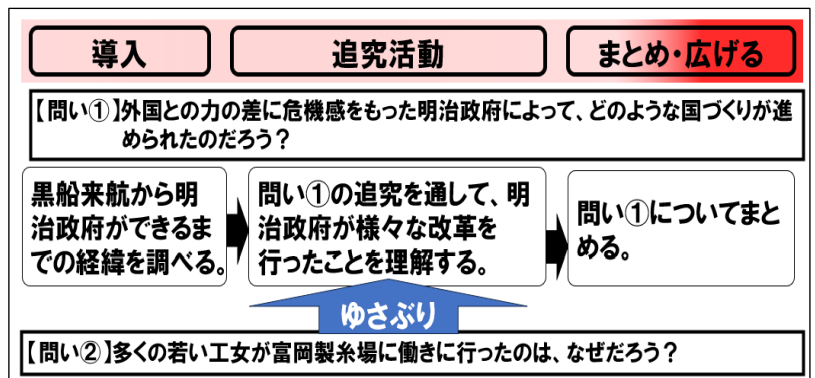 導入
追究活動
まとめ・広げる
【問い①】外国との力の差に危機感をもった明治政府によって、どのような国づくりが進
められたのだろう？
黒船来航から明
治政府ができるま
での経緯を調べる。
問い①の追究を通して、明
治政府が様々な改革を
行ったことを理解する。
問い①についてまと
める。
ゆさぶり
【問い②】多くの若い工女が富岡製糸場に働きに行ったのは、なぜだろう？